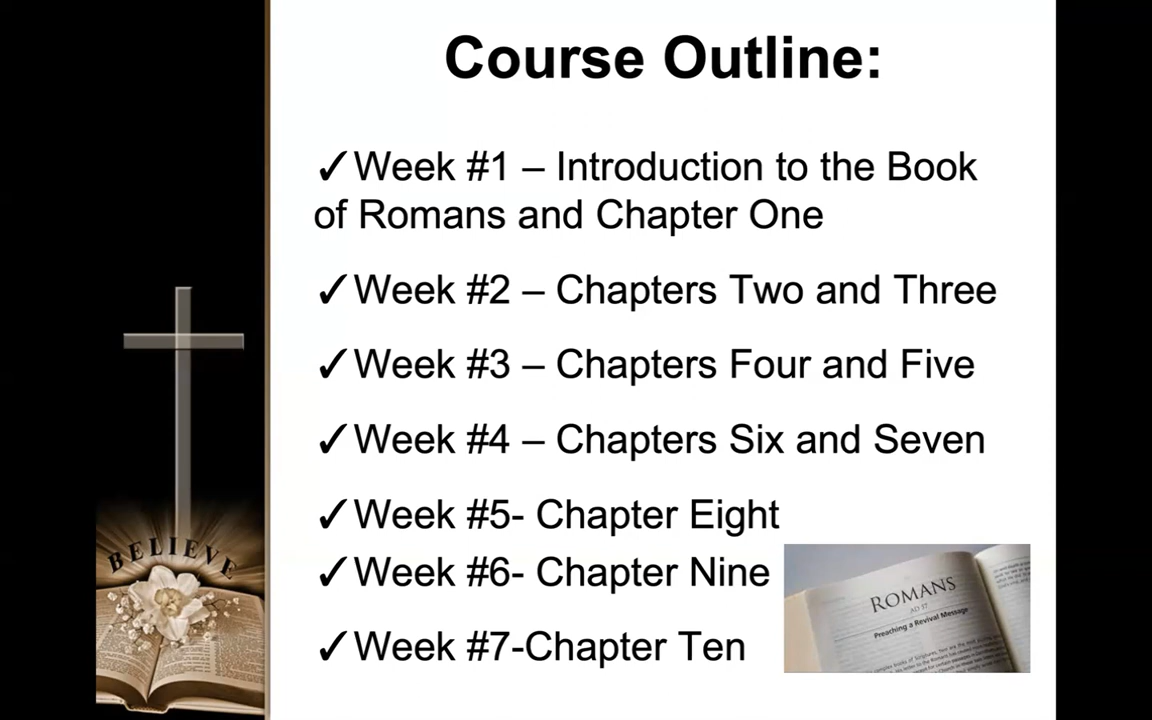 Course Outline:
✓Week #1 – Introduction to the Book
of Romans and Chapter One
✓Week #2 – Chapters Two and Three
✓Week #3 – Chapters Four and Five
✓Week #4 – Chapters Six and Seven
✓Week #5- Chapter Eight
✓Week #6- Chapter Nine
✓Week #7-Chapter Ten
BELIEVE
ROMANS
AD 57
Preaching a Revival Message